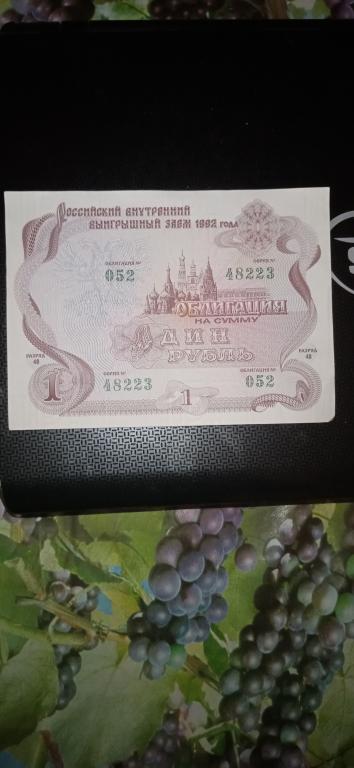 Российский внутренний
выигрышный заем 1992 года
ОБЛИГАЦИЯ № СЕРИЯ №
052 48223
ОБЛИГАЦИЯ
НА СУММУ
ОДИН
РУБЛЬ
РАЗРЯД РАЗРЯД
48 48
СЕРИЯ № ОБЛИГАЦИЯ №
48223 052
1 1